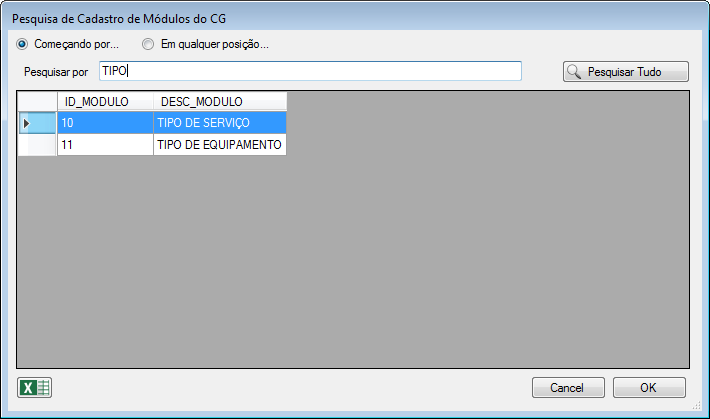 Pesquisa de Cadastro de Módulos do CG
Começando por... Em qualquer posição...
Pesquisar por TIPO Pesquisar Tudo
ID_MODULO DESC_MODULO
10 TIPO DE SERVIÇO
11 TIPO DE EQUIPAMENTO
X Cancel OK